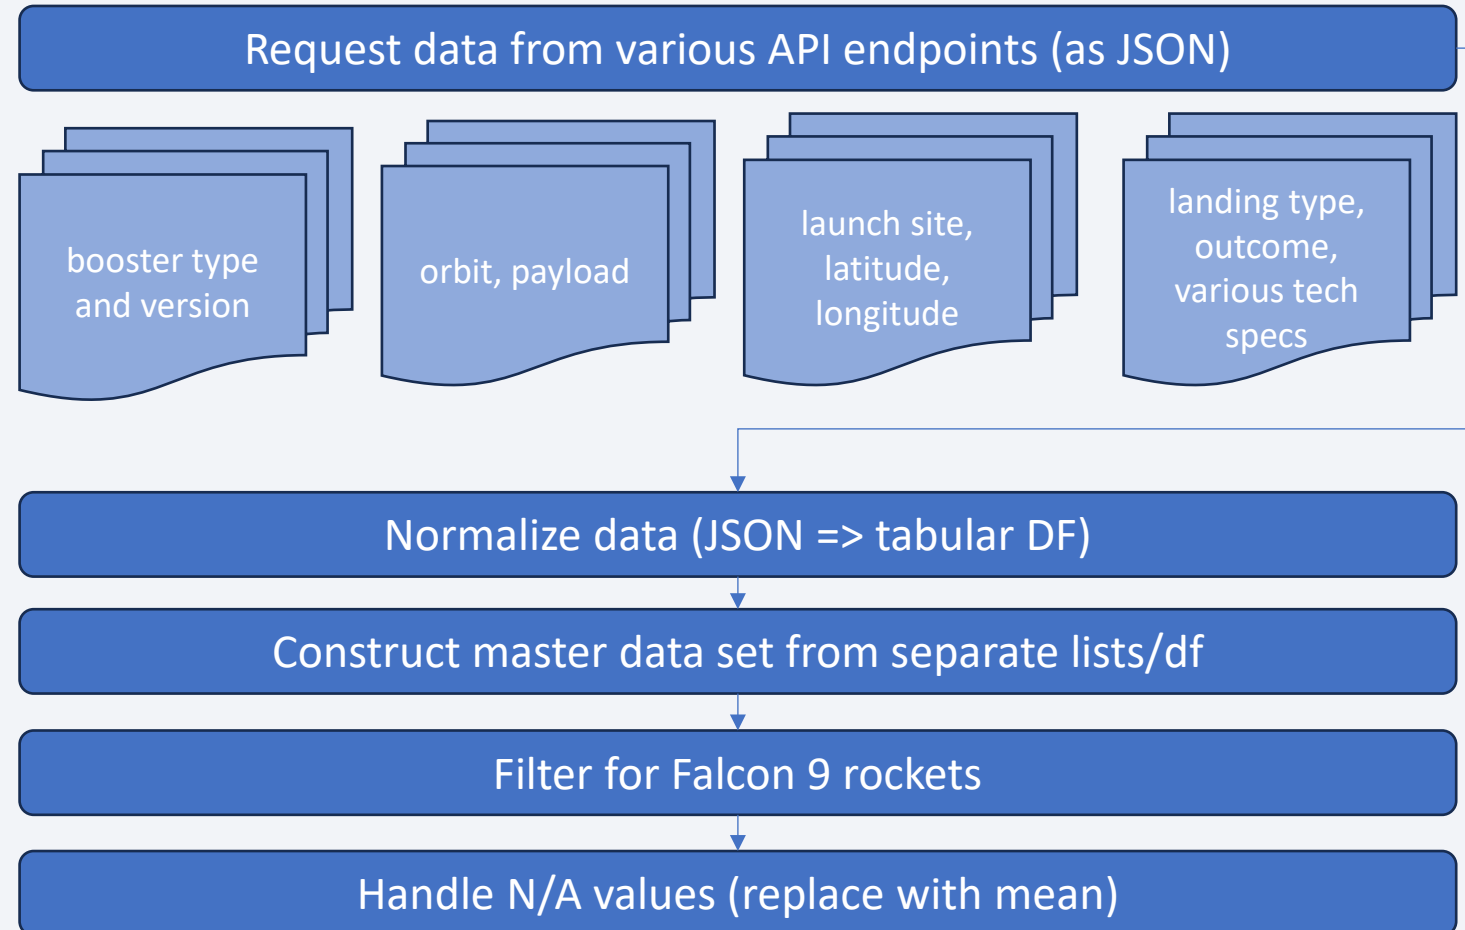 Request data from various API endpoints (as JSON)
booster type
and version
orbit, payload
launch site,
latitude,
longitude
landing type,
outcome,
various tech
specs
Normalize data (JSON => tabular DF)
Construct master data set from separate lists/df
Filter for Falcon 9 rockets
Handle N/A values (replace with mean)